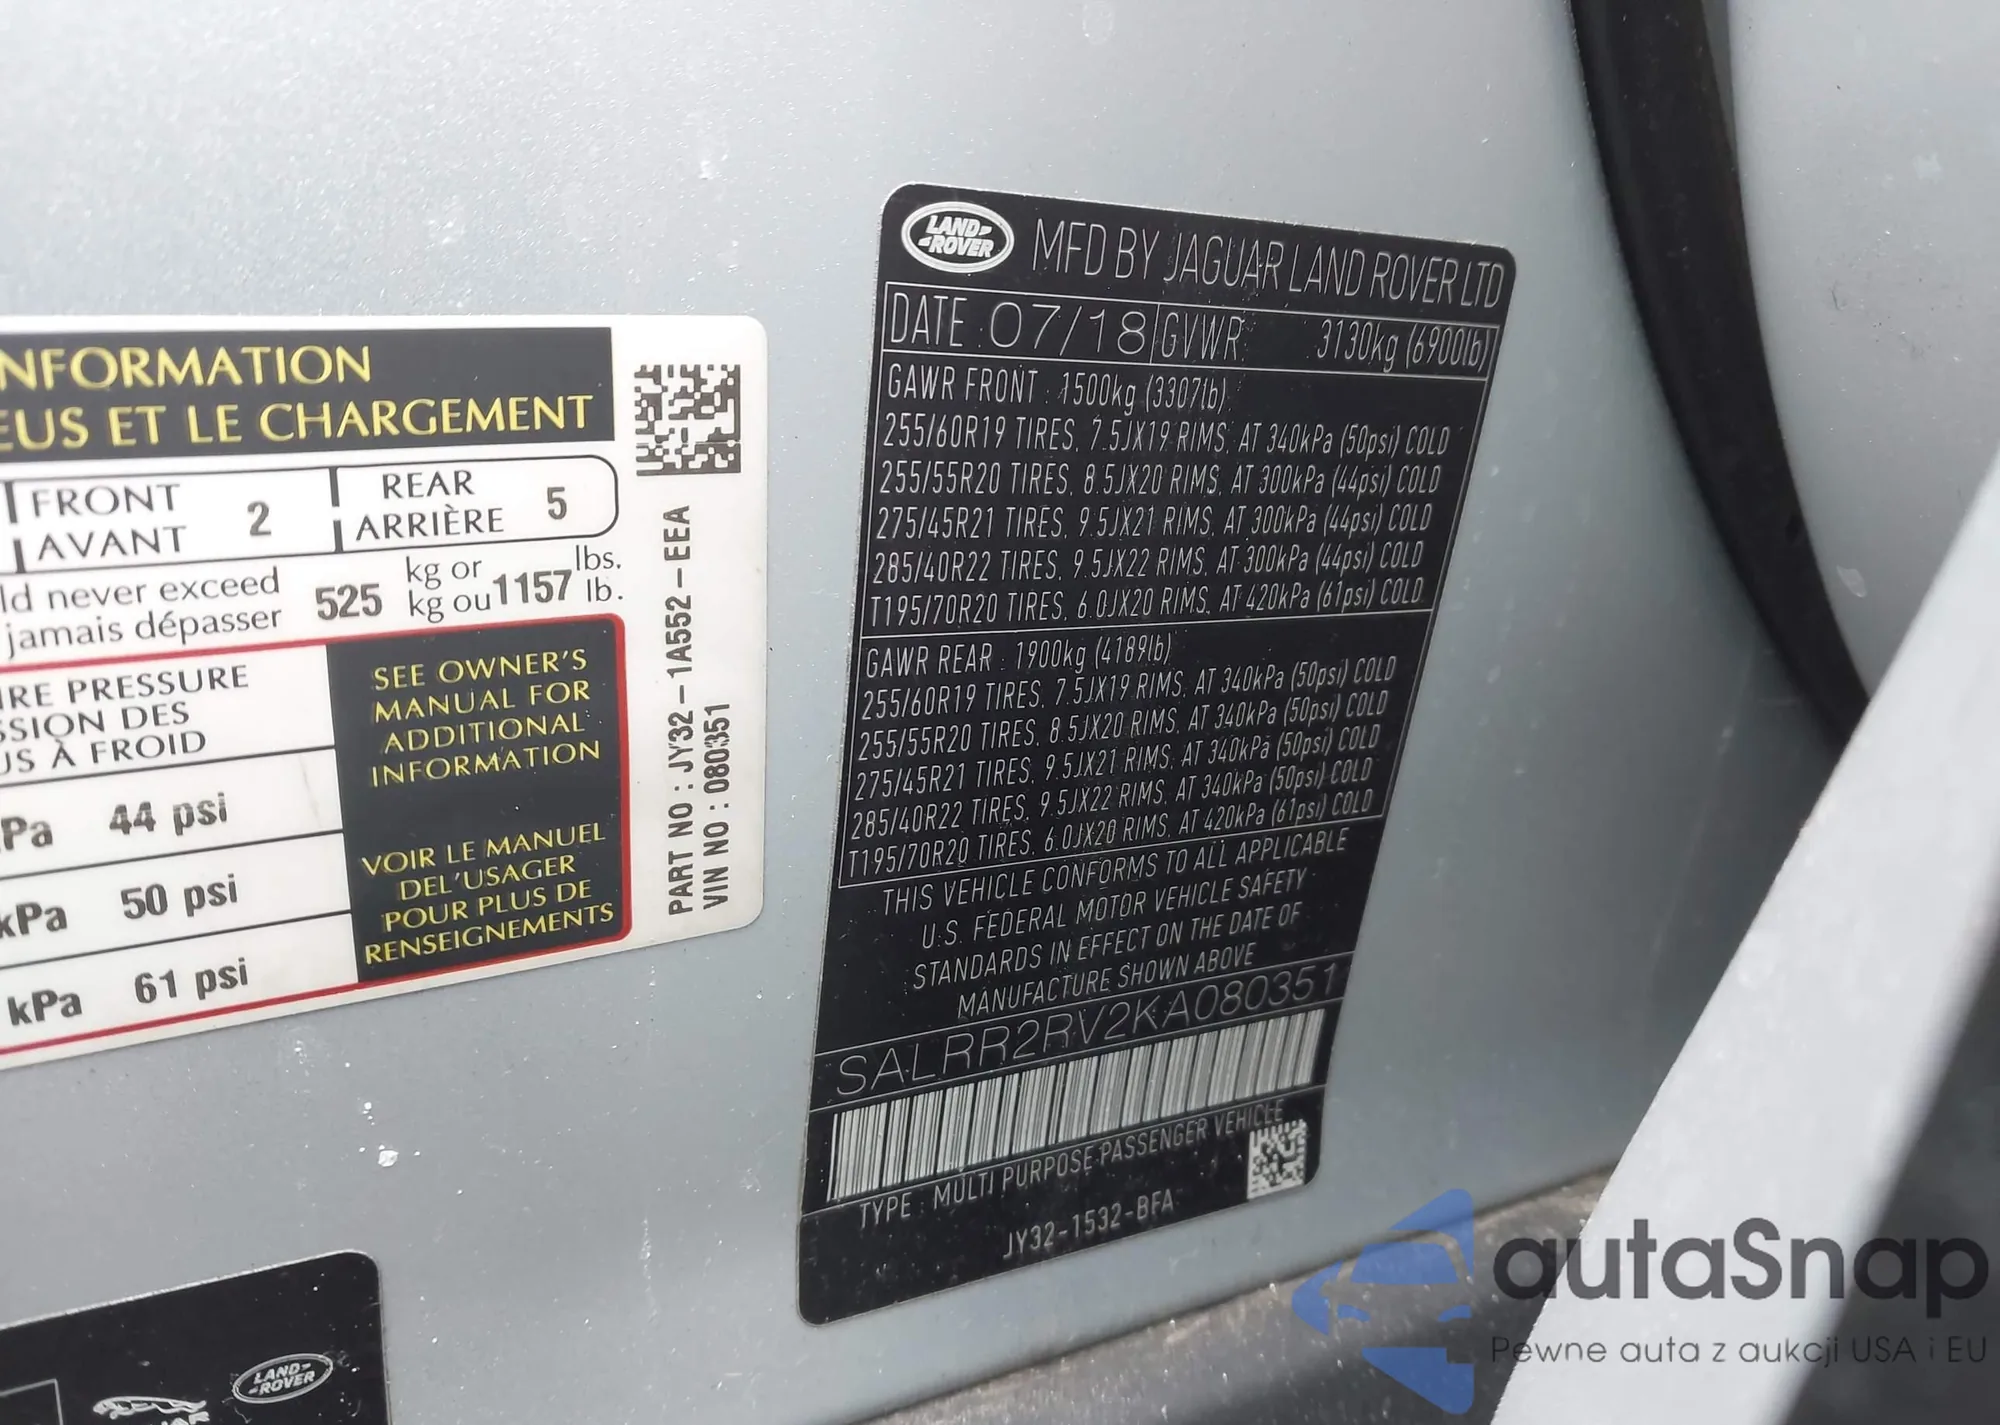 NFORMATION
EUS ET LE CHARGEMENT
FRONT
AVANT
2
REAR
ARRIÈRE
5
ld never exceed
jamais dépasser
525
kg or
kg ou
1157
lbs.
lb.
IRE PRESSURE
SSION DES
US À FROID
Pa 44 psi
kPa 50 psi
kPa 61 psi
SEE OWNER'S
MANUAL FOR
ADDITIONAL
INFORMATION
VOIR LE MANUEL
DEL'USAGER
POUR PLUS DE
RENSEIGNEMENTS
PART NO : JY32-1A552-EEA
VIN NO : 080351
LAND-
-ROVER
MFD BY JAGUAR LAND ROVER LTD
DATE : 07/18 GVWR : 3130kg (6900lb)
GAWR FRONT : 1500kg (3307lb)
255/60R19 TIRES, 7.5JX19 RIMS, AT 340kPa (50psi) COLD
255/55R20 TIRES, 8.5JX20 RIMS, AT 300kPa (44psi) COLD
275/45R21 TIRES, 9.5JX21 RIMS, AT 300kPa (44psi) COLD
285/40R22 TIRES, 9.5JX22 RIMS, AT 300kPa (44psi) COLD
T195/70R20 TIRES, 6.0JX20 RIMS, AT 420kPa (61psi) COLD
GAWR REAR : 1900kg (4189lb)
255/60R19 TIRES, 7.5JX19 RIMS, AT 340kPa (50psi) COLD
255/55R20 TIRES, 8.5JX20 RIMS, AT 340kPa (50psi) COLD
275/45R21 TIRES, 9.5JX21 RIMS, AT 340kPa (50psi) COLD
285/40R22 TIRES, 9.5JX22 RIMS, AT 340kPa (50psi) COLD
T195/70R20 TIRES, 6.0JX20 RIMS, AT 420kPa (61psi) COLD
THIS VEHICLE CONFORMS TO ALL APPLICABLE
U.S. FEDERAL MOTOR VEHICLE SAFETY
STANDARDS IN EFFECT ON THE DATE OF
MANUFACTURE SHOWN ABOVE
SALRR2RV2KA080351
TYPE : MULTI PURPOSE PASSENGER VEHICLE
JY32-1532-BFA
LAND-
-ROVER
autaSnap
Pewne auta z aukcji USA i EU